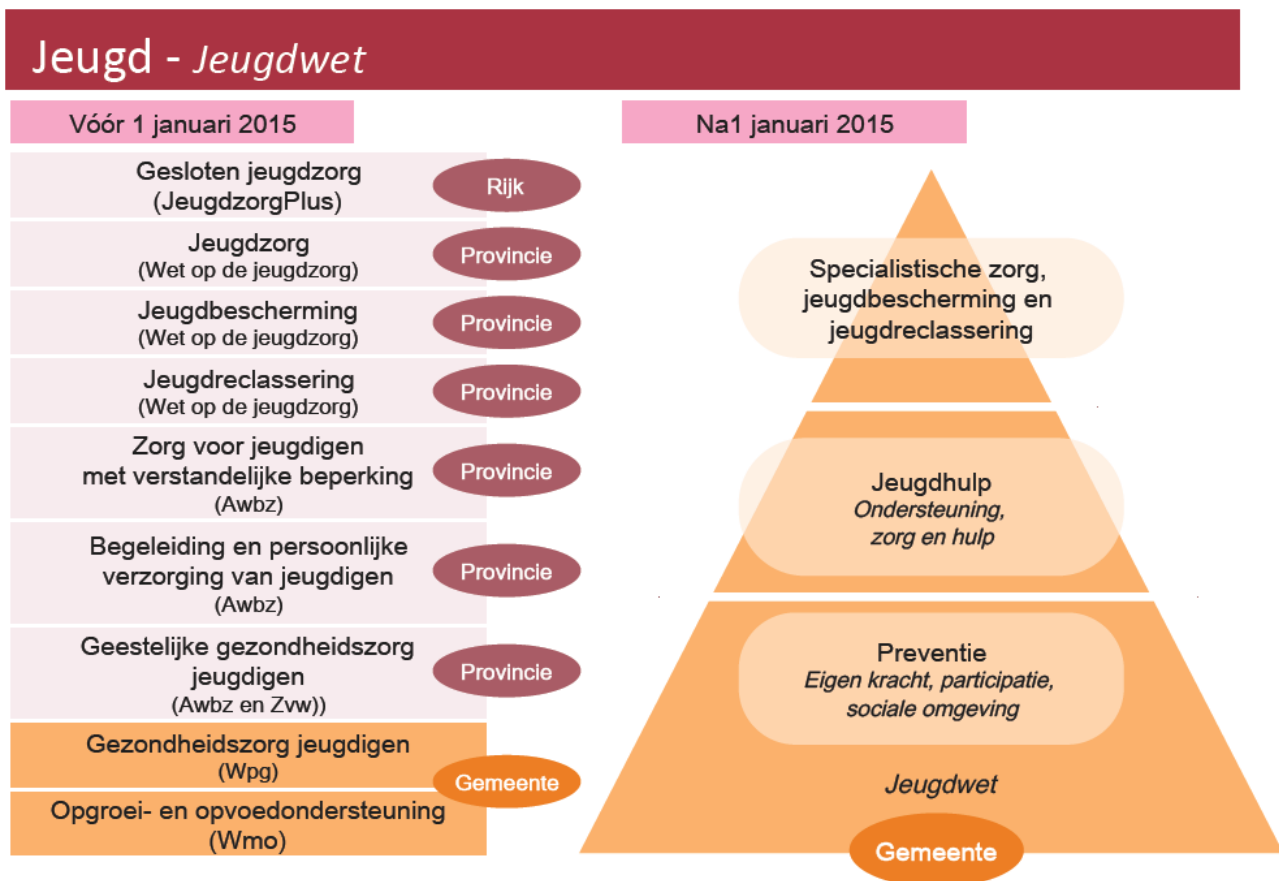 Jeugd - Jeugdwet
Vóór 1 januari 2015
Gesloten jeugdzorg
(JeugdzorgPlus)
Rijk
Jeugdzorg
(Wet op de jeugdzorg)
Provincie
Jeugdbescherming
(Wet op de jeugdzorg)
Provincie
Jeugdreclassering
(Wet op de jeugdzorg)
Provincie
Zorg voor jeugdigen
met verstandelijke beperking
(Awbz)
Provincie
Begeleiding en persoonlijke
verzorging van jeugdigen
(Awbz)
Provincie
Geestelijke gezondheidszorg
jeugdigen
(Awbz en Zvw))
Provincie
Gezondheidszorg jeugdigen
(Wpg)
Gemeente
Opgroei- en opvoedondersteuning
(Wmo)
Na1 januari 2015
Specialistische zorg,
jeugdbescherming en
jeugdreclassering
Jeugdhulp
Ondersteuning,
zorg en hulp
Preventie
Eigen kracht, participatie,
sociale omgeving
Jeugdwet
Gemeente